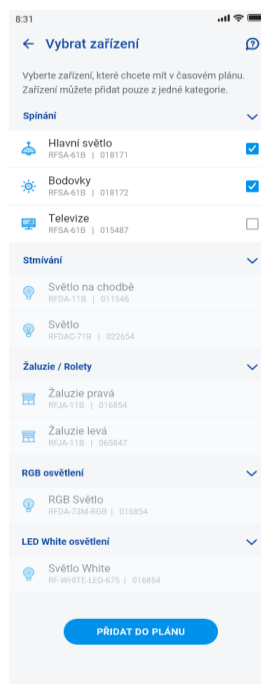 8:31
Vybrat zařízení
Vyberte zařízení, které chcete mít v časovém plánu.
Zařízení můžete přidat pouze z jedné kategorie.
Spínání
Hlavní světlo
RFSA-61B | 018171
Bodovky
RFSA-61B | 018172
Televize
RFSA-61B | 015487
Stmívání
Světlo na chodbě
RFDA-11B | 011546
Světlo
RFDAC-71B | 022654
Žaluzie / Rolety
Žaluzie pravá
RFJA-11B | 016854
Žaluzie levá
RFJA-11B | 065847
RGB osvětlení
RGB Světlo
RFDA-73M-RGB | 016854
LED White osvětlení
Světlo White
RF-WHITE-LED-675 | 016854
PŘIDAT DO PLÁNU